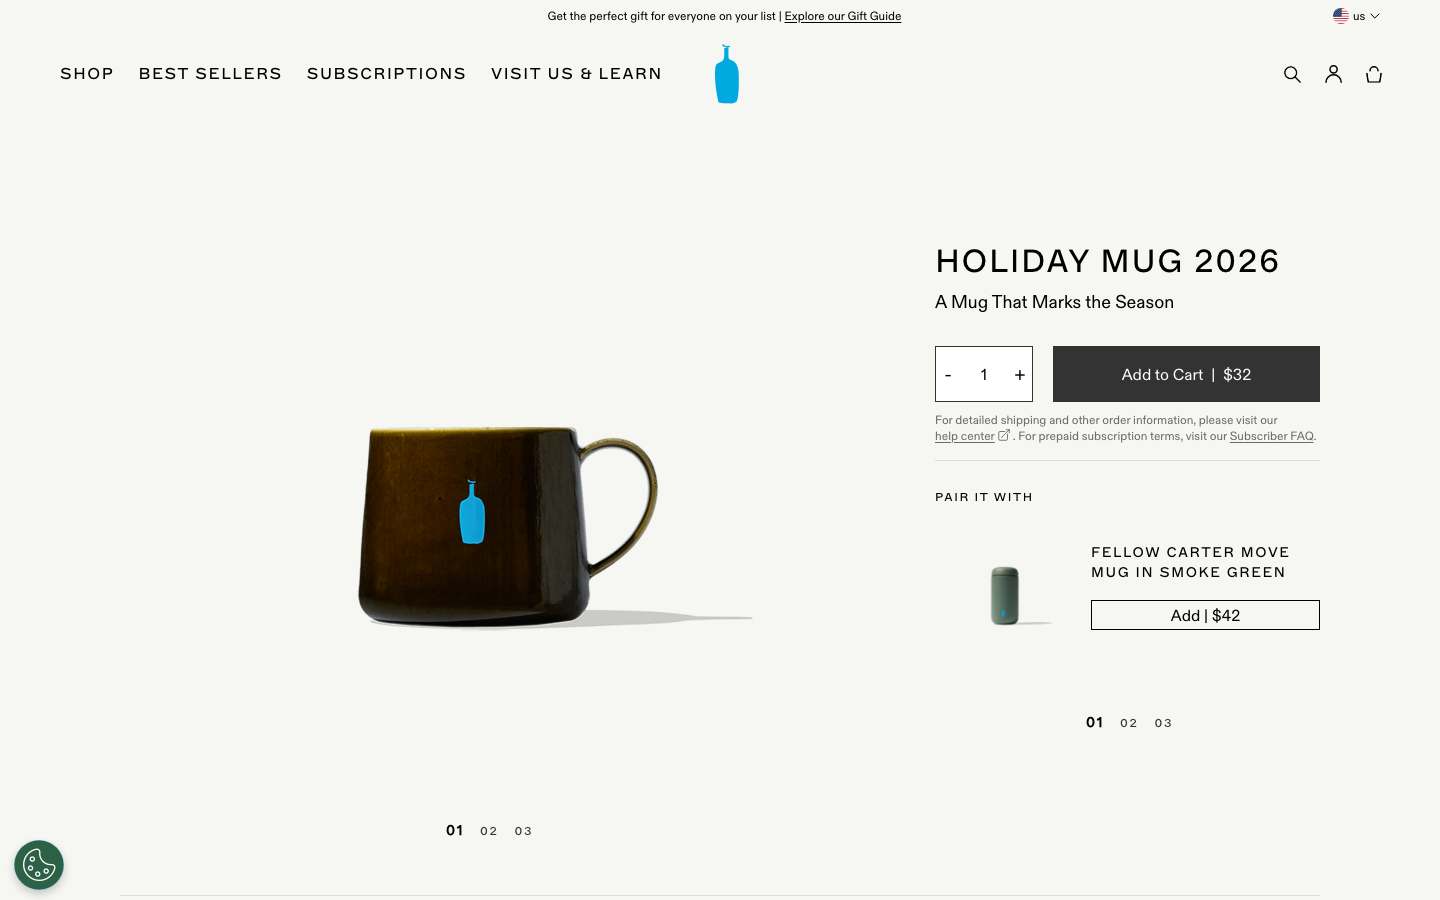 Get the perfect gift for everyone on your list | Explore our Gift Guide
us
SHOP BEST SELLERS SUBSCRIPTIONS VISIT US & LEARN
HOLIDAY MUG 2026
A Mug That Marks the Season
- 1 +
Add to Cart | $32
For detailed shipping and other order information, please visit our
help center . For prepaid subscription terms, visit our Subscriber FAQ.
PAIR IT WITH
FELLOW CARTER MOVE
MUG IN SMOKE GREEN
Add | $42
01 02 03
01 02 03